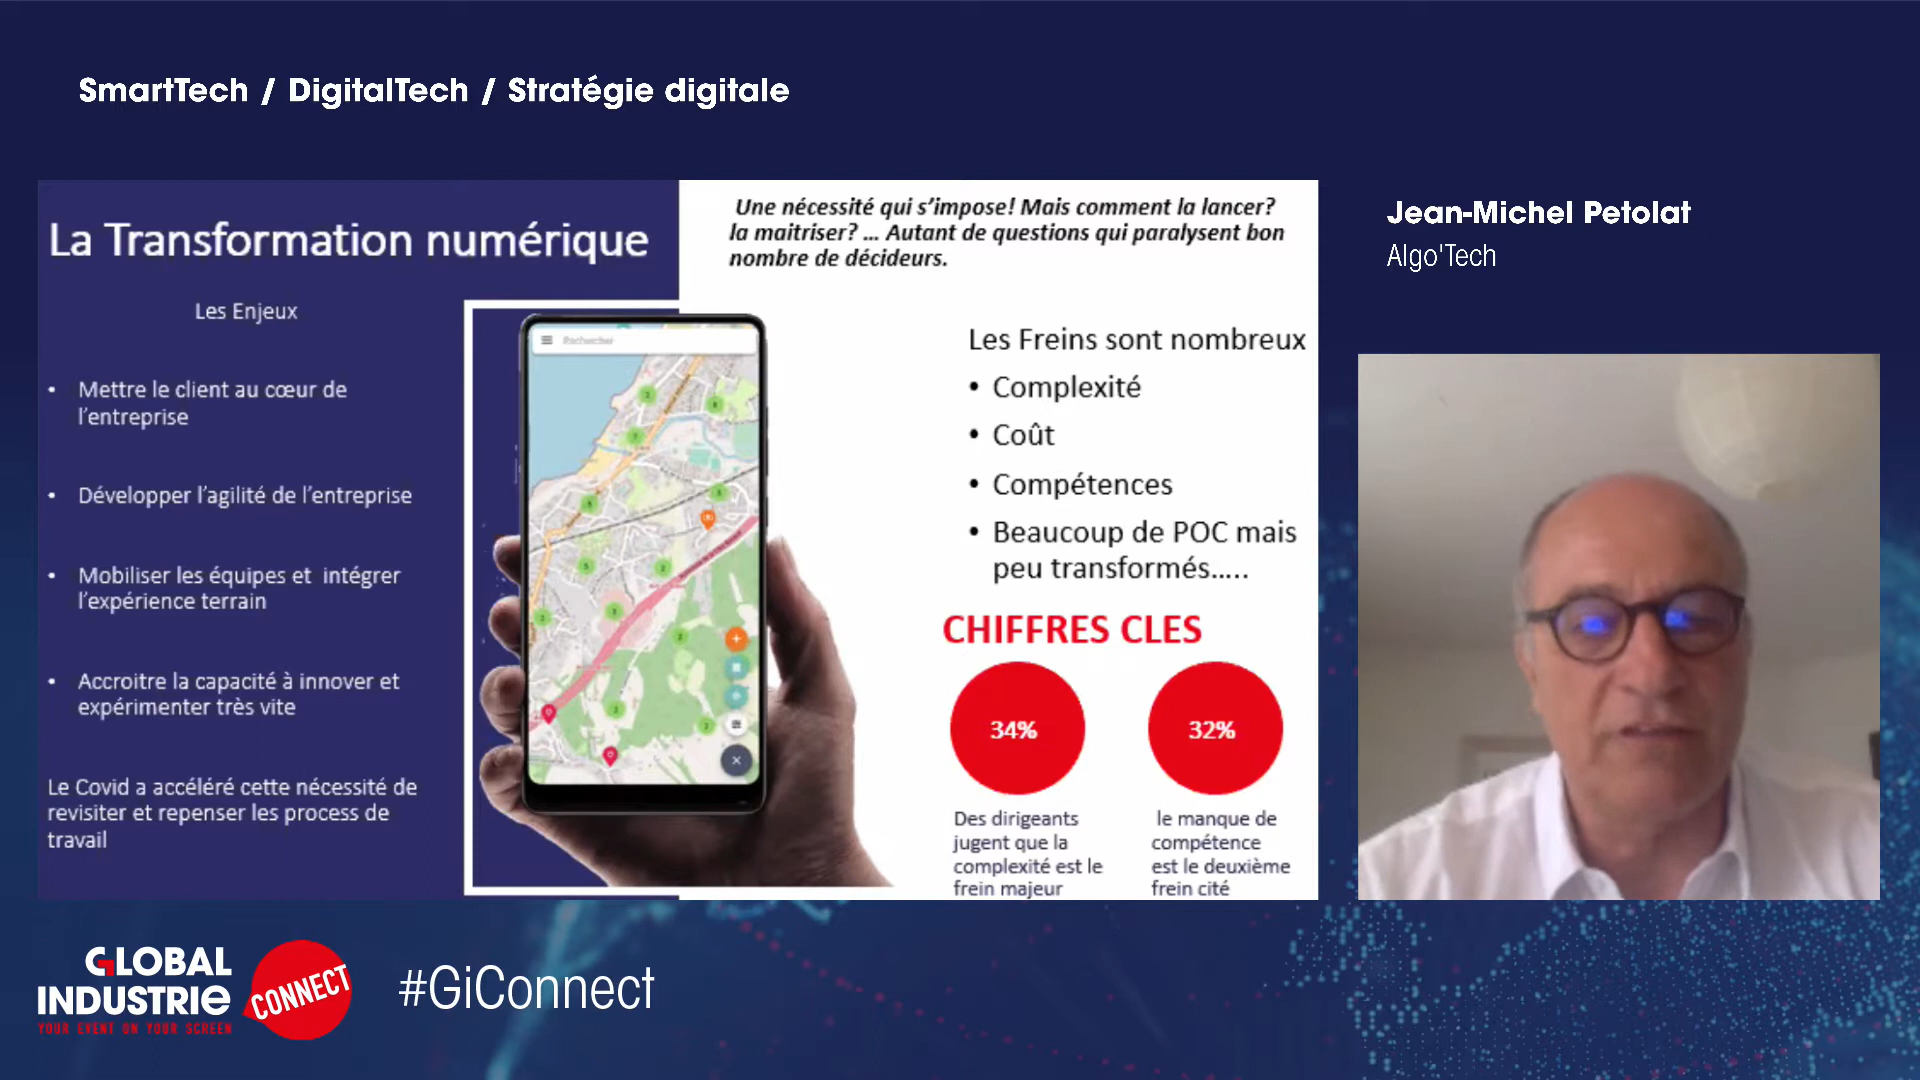 SmartTech / DigitalTech / Stratégie digitale
La Transformation numérique
Les Enjeux
• Mettre le client au cœur de
l'entreprise
• Développer l'agilité de l'entreprise
• Mobiliser les équipes et intégrer
l'expérience terrain
• Accroitre la capacité à innover et
expérimenter très vite
Le Covid a accéléré cette nécessité de
revisiter et repenser les process de
travail
Rechercher
Une nécessité qui s'impose! Mais comment la lancer?
la maitriser? ... Autant de questions qui paralysent bon
nombre de décideurs.
Les Freins sont nombreux
• Complexité
• Coût
• Compétences
• Beaucoup de POC mais
peu transformés.....
CHIFFRES CLES
34%
Des dirigeants
jugent que la
complexité est le
frein majeur
32%
le manque de
compétence
est le deuxième
frein cité
Jean-Michel Petolat
Algo'Tech
GLOBAL
INDUSTRIE
YOUR EVENT ON YOUR SCREEN
CONNECT
#GiConnect